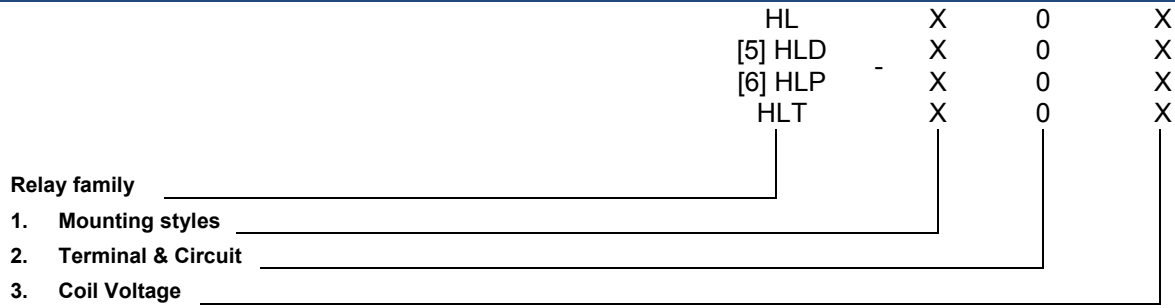 HL X 0 X
[5] HLD X 0 X
-
[6] HLP X 0 X
HLT X 0 X
Relay family
1. Mounting styles
2. Terminal & Circuit
3. Coil Voltage